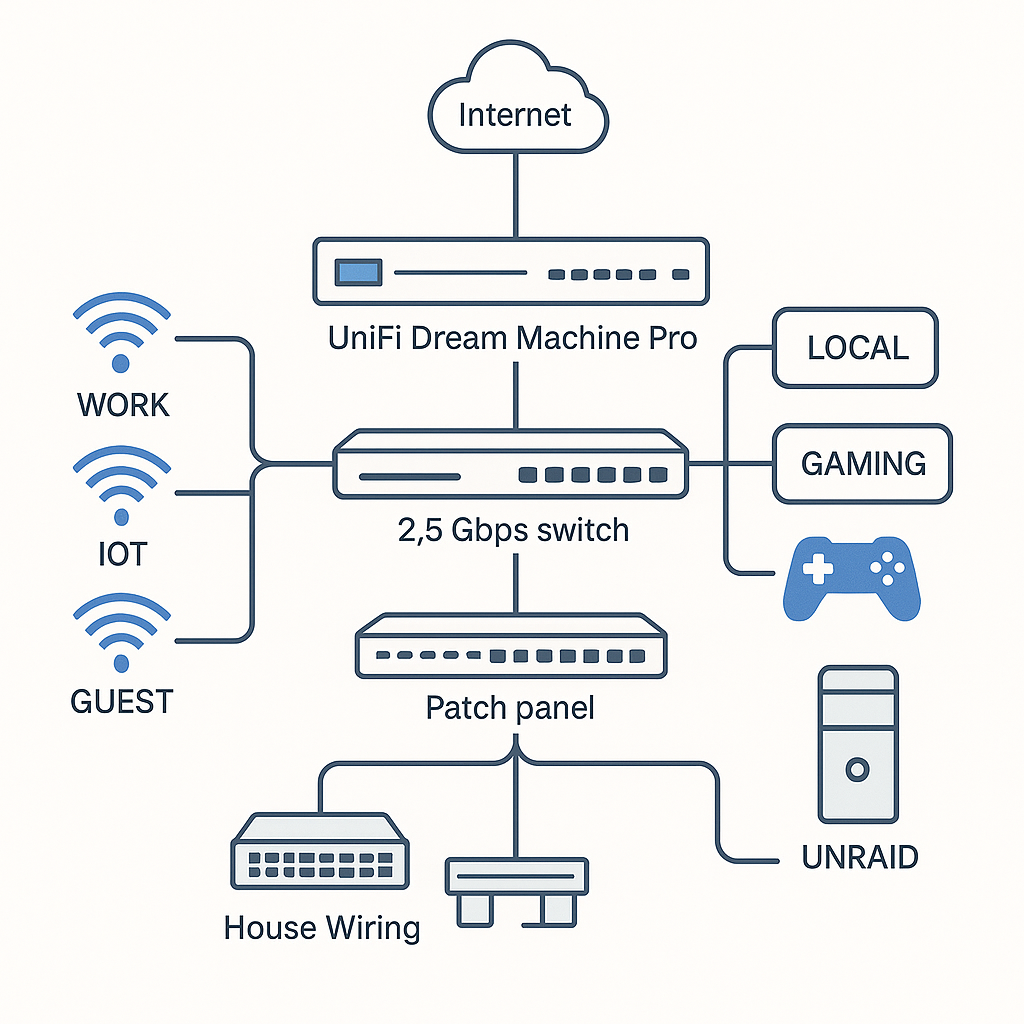 Internet
UniFi Dream Machine Pro
WORK
LOCAL
IOT
GAMING
2,5 Gbps switch
GUEST
Patch panel
UNRAID
House Wiring